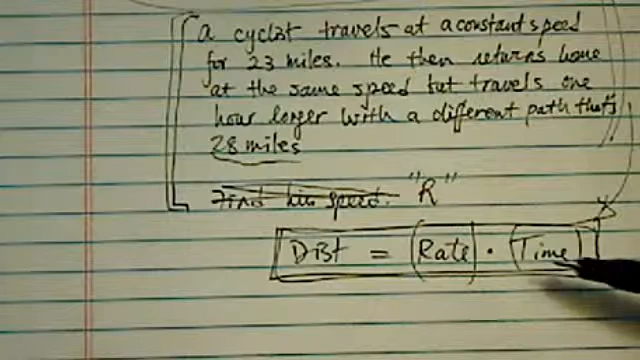 a cyclist travels at a constant speed
for 23 miles. He then returns home
at the same speed but travels one
hour longer with a different path that's
28 miles
Find his speed. "R"
Dist = (Rate) · (Time)